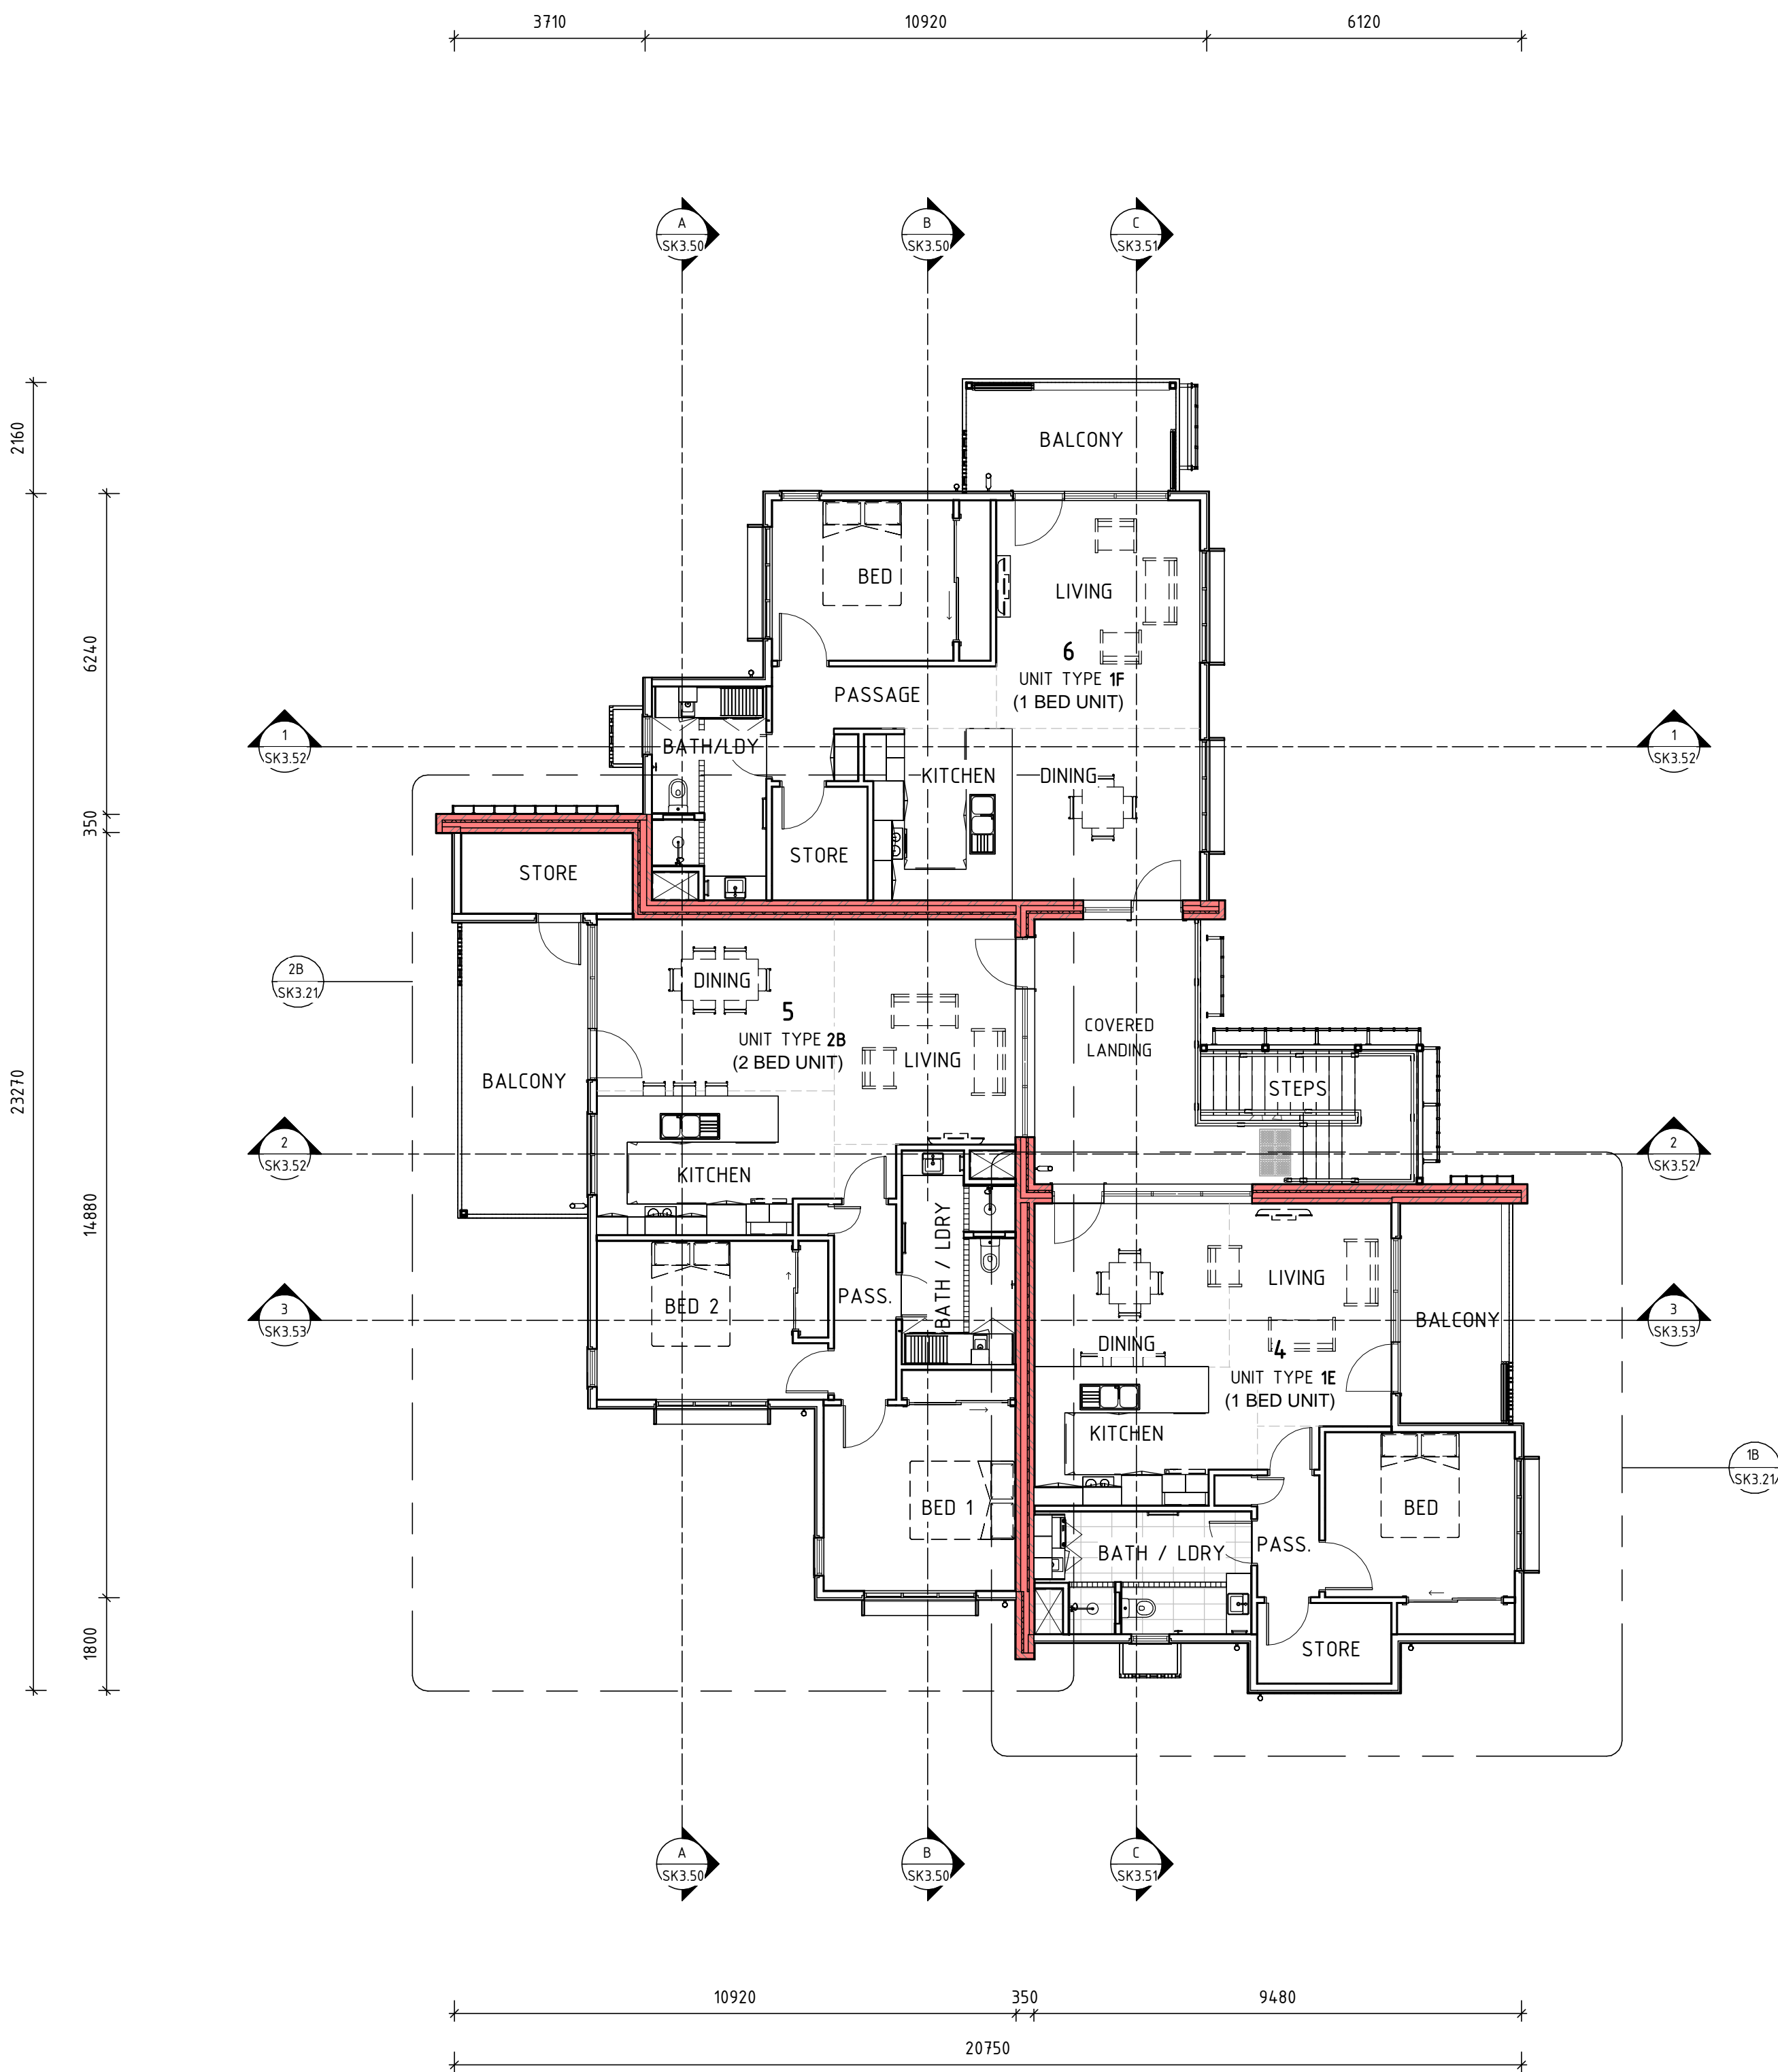 3710
10920
6120
A
SK3.50
B
SK3.50
C
SK3.51
2160
BALCONY
BED
LIVING
6240
6
UNIT TYPE 1F
(1 BED UNIT)
PASSAGE
1
SK3.52
BATH/LDY
KITCHEN
DINING
1
SK3.52
350
STORE
STORE
2B
SK3.21
DINING
5
UNIT TYPE 2B
(2 BED UNIT)
LIVING
COVERED
LANDING
BALCONY
STEPS
23270
14880
2
SK3.52
KITCHEN
2
SK3.52
BATH / LDRY
PASS.
BED 2
3
SK3.53
LIVING
BALCONY
3
SK3.53
DINING
4
UNIT TYPE 1E
(1 BED UNIT)
KITCHEN
1B
SK3.21
BED 1
BED
PASS.
BATH / LDRY
STORE
1800
A
SK3.50
B
SK3.50
C
SK3.51
10920
350
9480
20750